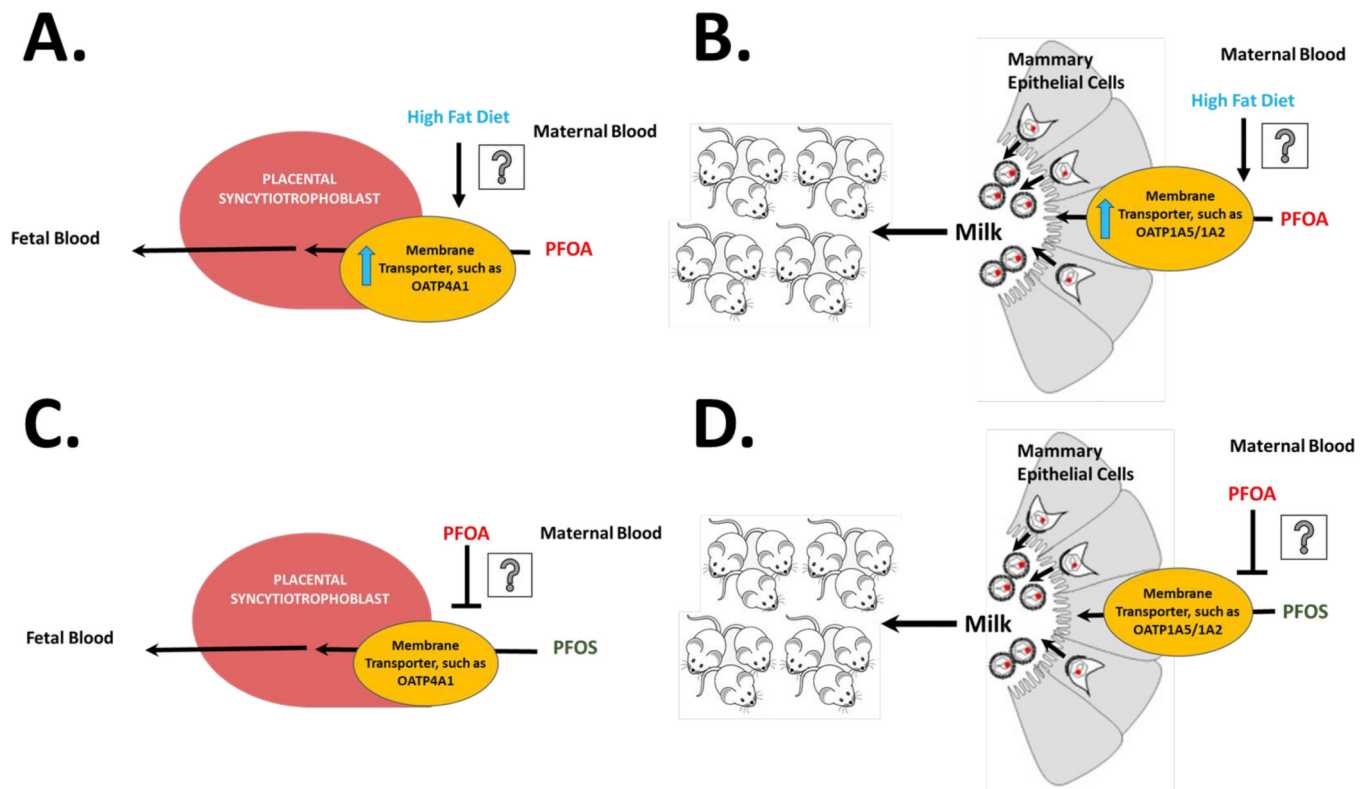 A.
High Fat Diet
Maternal Blood
?
PLACENTAL
SYNCYTIOTROPHOBLAST
Fetal Blood
Membrane
Transporter, such as
OATP4A1
PFOA
B.
Mammary
Epithelial Cells
Maternal Blood
High Fat Diet
?
Membrane
Transporter, such as
OATP1A5/1A2
PFOA
Milk
C.
PFOA
Maternal Blood
?
PLACENTAL
SYNCYTIOTROPHOBLAST
Fetal Blood
Membrane
Transporter, such as
OATP4A1
PFOS
D.
Mammary
Epithelial Cells
Maternal Blood
PFOA
?
Membrane
Transporter, such as
OATP1A5/1A2
PFOS
Milk